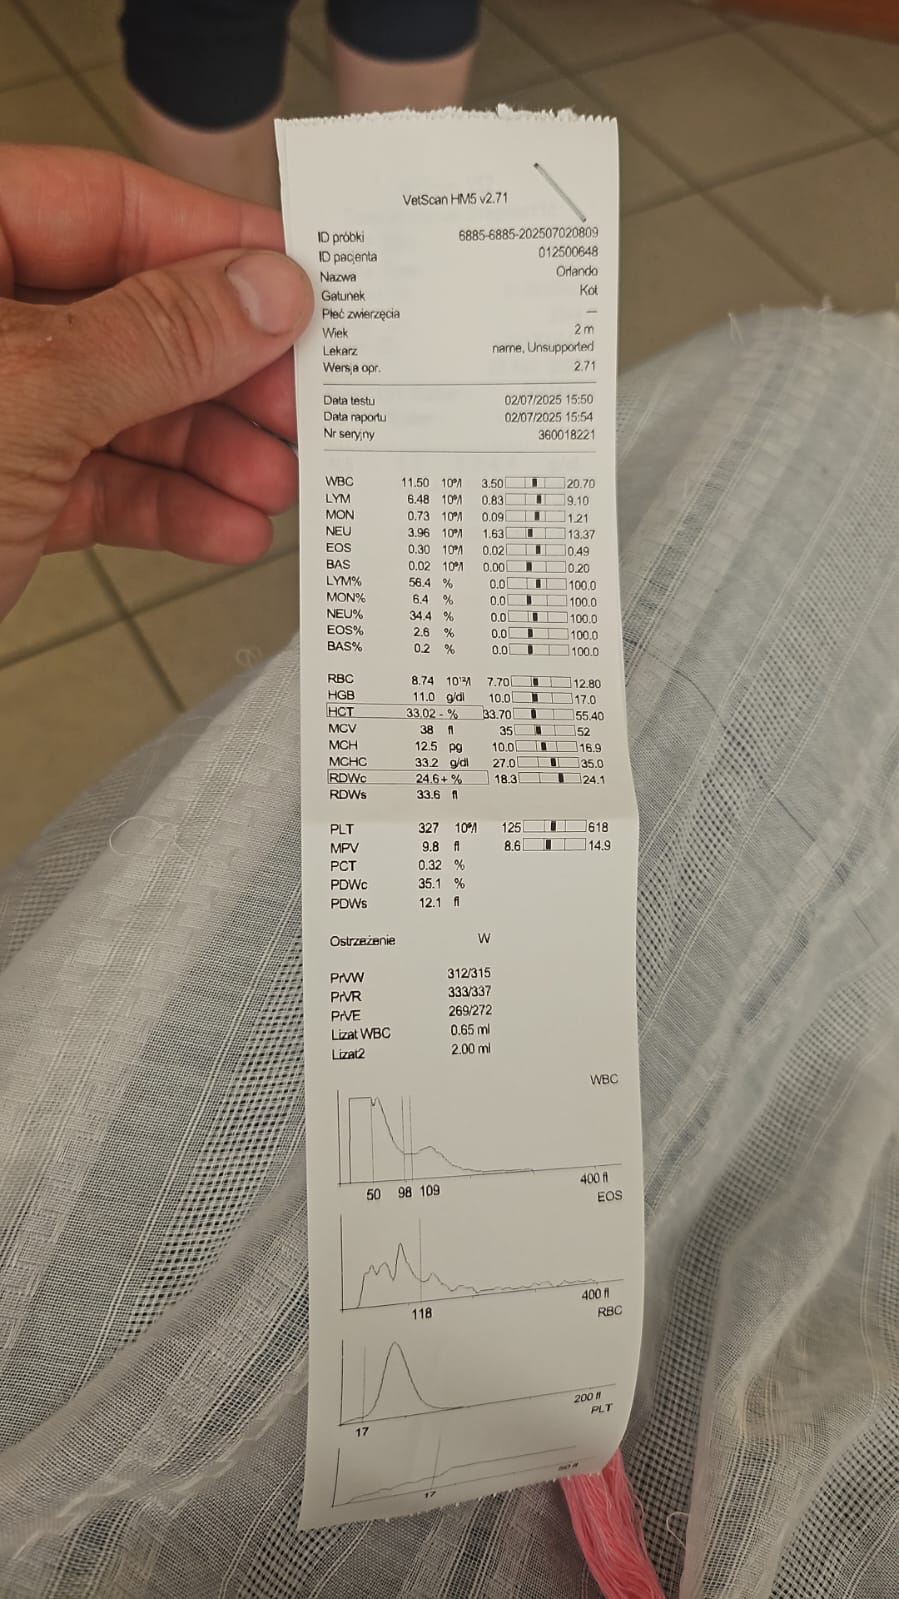 VetScan HM5 v2.71
ID próbki 6885-6885-202507020809
ID pacjenta 012500648
Nazwa Orlando
Gatunek Kot
Płeć zwierzęcia —
Wiek 2 m
Lekarz name, Unsupported
Wersja opr. 2.71
Data testu 02/07/2025 15:50
Data raportu 02/07/2025 15:54
Nr seryjny 360018221
WBC 11.50 10⁹/l 3.50 20.70
LYM 6.48 10⁹/l 0.83 9.10
MON 0.73 10⁹/l 0.09 1.21
NEU 3.96 10⁹/l 1.63 13.37
EOS 0.30 10⁹/l 0.02 0.49
BAS 0.02 10⁹/l 0.00 0.20
LYM% 56.4 % 0.0 100.0
MON% 6.4 % 0.0 100.0
NEU% 34.4 % 0.0 100.0
EOS% 2.6 % 0.0 100.0
BAS% 0.2 % 0.0 100.0
RBC 8.74 10¹²/l 7.70 12.80
HGB 11.0 g/dl 10.0 17.0
HCT 33.02 - % 33.70 55.40
MCV 38 fl 35 52
MCH 12.5 pg 10.0 16.9
MCHC 33.2 g/dl 27.0 35.0
RDWc 24.6+ % 18.3 24.1
RDWs 33.6 fl
PLT 327 10⁹/l 125 618
MPV 9.8 fl 8.6 14.9
PCT 0.32 %
PDWc 35.1 %
PDWs 12.1 fl
Ostrzeżenie W
PrVW 312/315
PrVR 333/337
PrVE 269/272
Lizat WBC 0.65 ml
Lizat2 2.00 ml
WBC
50 98 109 400 fl
EOS
118 400 fl
RBC
17 200 fl
PLT
17 50 fl